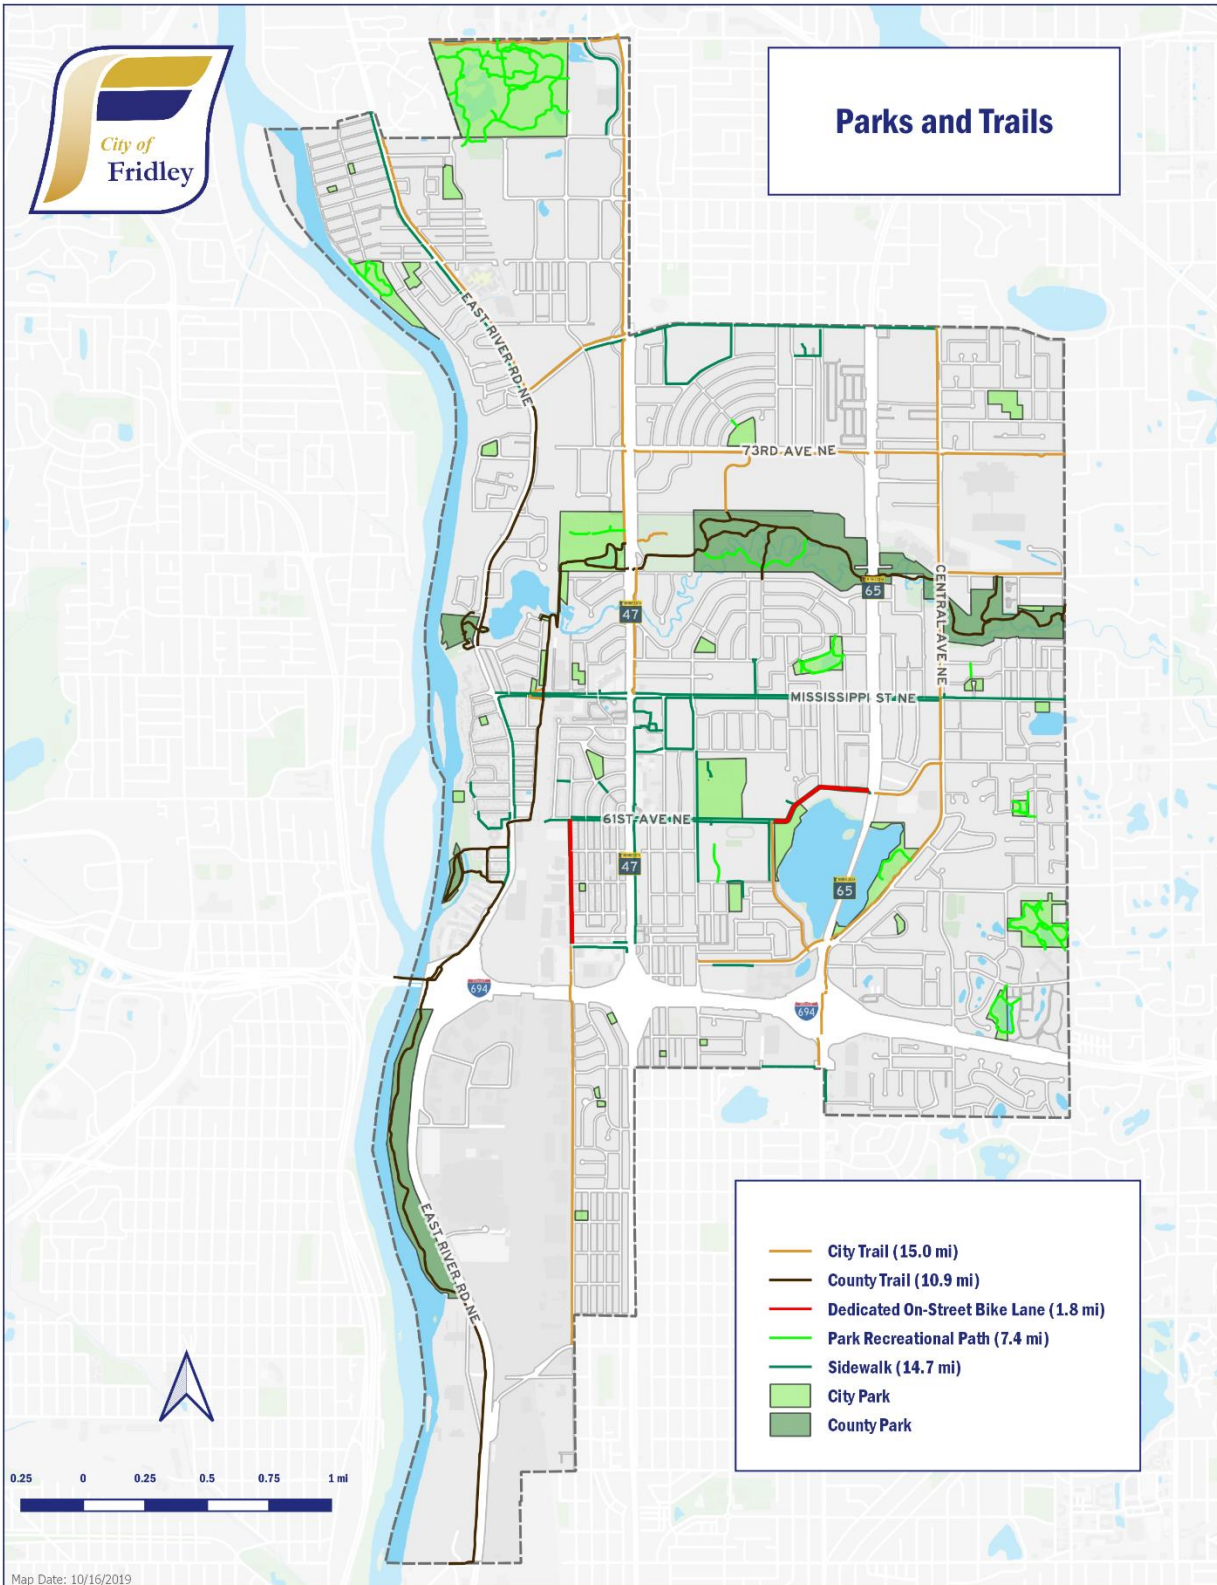 City of
Fridley
Parks and Trails
EAST RIVER RD NE
73RD AVE NE
CENTRAL AVE NE
65
47
MISSISSIPPI ST NE
61ST AVE NE
47
65
694
694
EAST RIVER RD NE
City Trail (15.0 mi)
County Trail (10.9 mi)
Dedicated On-Street Bike Lane (1.8 mi)
Park Recreational Path (7.4 mi)
Sidewalk (14.7 mi)
City Park
County Park
0.25 0 0.25 0.5 0.75 1 mi
Map Date: 10/16/2019